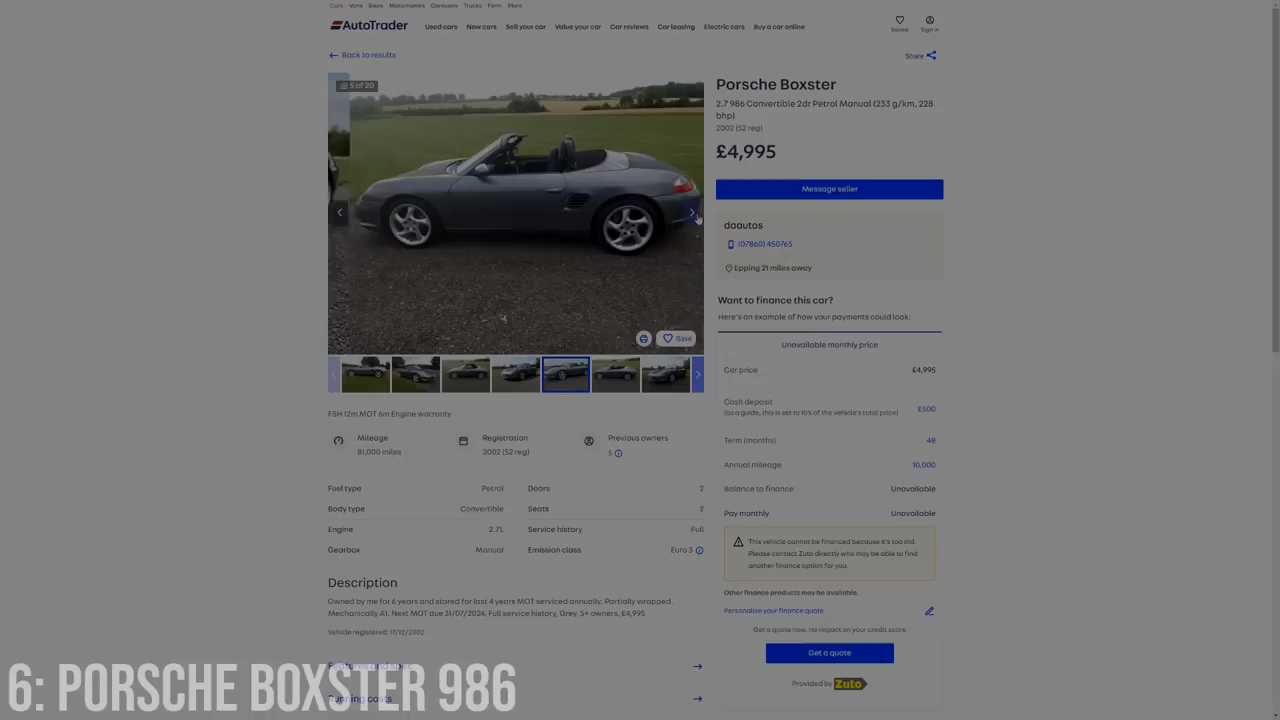 Cars Vans Bikes Motorhomes Caravans Trucks Farm Plant
AutoTrader
Used cars New cars Sell your car Value your car Car reviews Car leasing Electric cars Buy a car online
Saved
Sign in
Back to results
Share
5 of 20
Save
Porsche Boxster
2.7 986 Convertible 2dr Petrol Manual (233 g/km, 228
bhp)
2002 (52 reg)
£4,995
Message seller
daautos
(07860) 450765
Epping 21 miles away
Want to finance this car?
Here's an example of how your payments could look:
Unavailable monthly price
Car price £4,995
Cash deposit
(as a guide, this is set to 10% of the vehicle's total price) £500
Term (months) 48
Annual mileage 10,000
Balance to finance Unavailable
Pay monthly Unavailable
This vehicle cannot be financed because it's too old.
Please contact Zuto directly who may be able to find
another finance option for you.
Other finance products may be available.
Personalise your finance quote
Get a quote now, no impact on your credit score
Get a quote
Provided by Zuto
FSH 12m MOT 6m Engine warranty
Mileage
81,000 miles
Registration
2002 (52 reg)
Previous owners
5
Fuel type Petrol
Doors 2
Body type Convertible
Seats 2
Engine 2.7L
Service history Full
Gearbox Manual
Emission class Euro 3
Description
Owned by me for 6 years and stored for last 4 years MOT serviced annually. Partially wrapped .
Mechanically A1. Next MOT due 31/07/2024, Full service history, Grey, 5+ owners, £4,995
Vehicle registered: 17/12/2002
Running costs
6: PORSCHE BOXSTER 986